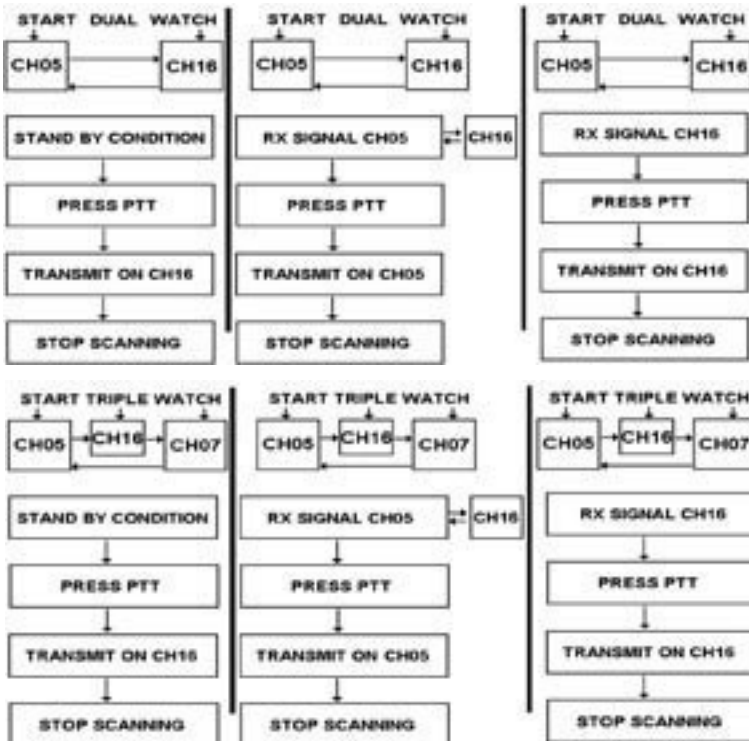 START DUAL WATCH
CH05
CH16
STAND BY CONDITION
PRESS PTT
TRANSMIT ON CH16
STOP SCANNING
START DUAL WATCH
CH05
CH16
RX SIGNAL CH05
CH16
PRESS PTT
TRANSMIT ON CH05
STOP SCANNING
START DUAL WATCH
CH05
CH16
RX SIGNAL CH16
PRESS PTT
TRANSMIT ON CH16
STOP SCANNING
START TRIPLE WATCH
CH05
CH16
CH07
STAND BY CONDITION
PRESS PTT
TRANSMIT ON CH16
STOP SCANNING
START TRIPLE WATCH
CH05
CH16
CH07
RX SIGNAL CH05
CH16
PRESS PTT
TRANSMIT ON CH05
STOP SCANNING
START TRIPLE WATCH
CH05
CH16
CH07
RX SIGNAL CH16
PRESS PTT
TRANSMIT ON CH16
STOP SCANNING